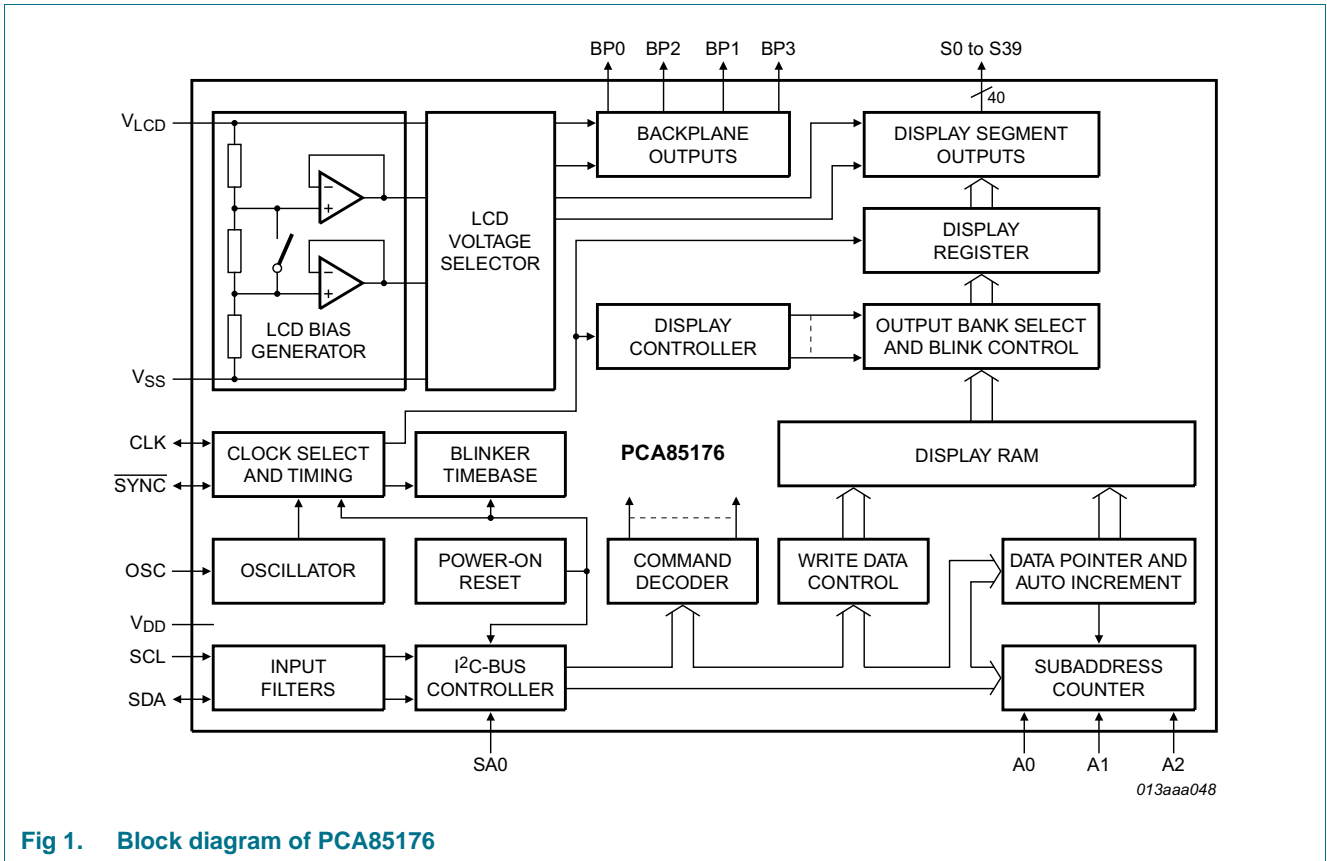 BP0 BP2 BP1 BP3 S0 to S39
40
VLCD
BACKPLANE
OUTPUTS
DISPLAY SEGMENT
OUTPUTS
LCD
VOLTAGE
SELECTOR
DISPLAY
REGISTER
LCD BIAS
GENERATOR
DISPLAY
CONTROLLER
OUTPUT BANK SELECT
AND BLINK CONTROL
VSS
CLK
SYNC
CLOCK SELECT
AND TIMING
BLINKER
TIMEBASE
PCA85176
DISPLAY RAM
OSC
OSCILLATOR
POWER-ON
RESET
COMMAND
DECODER
WRITE DATA
CONTROL
DATA POINTER AND
AUTO INCREMENT
VDD
SCL
SDA
INPUT
FILTERS
I2C-BUS
CONTROLLER
SUBADDRESS
COUNTER
SA0 A0 A1 A2
013aaa048
Fig 1. Block diagram of PCA85176